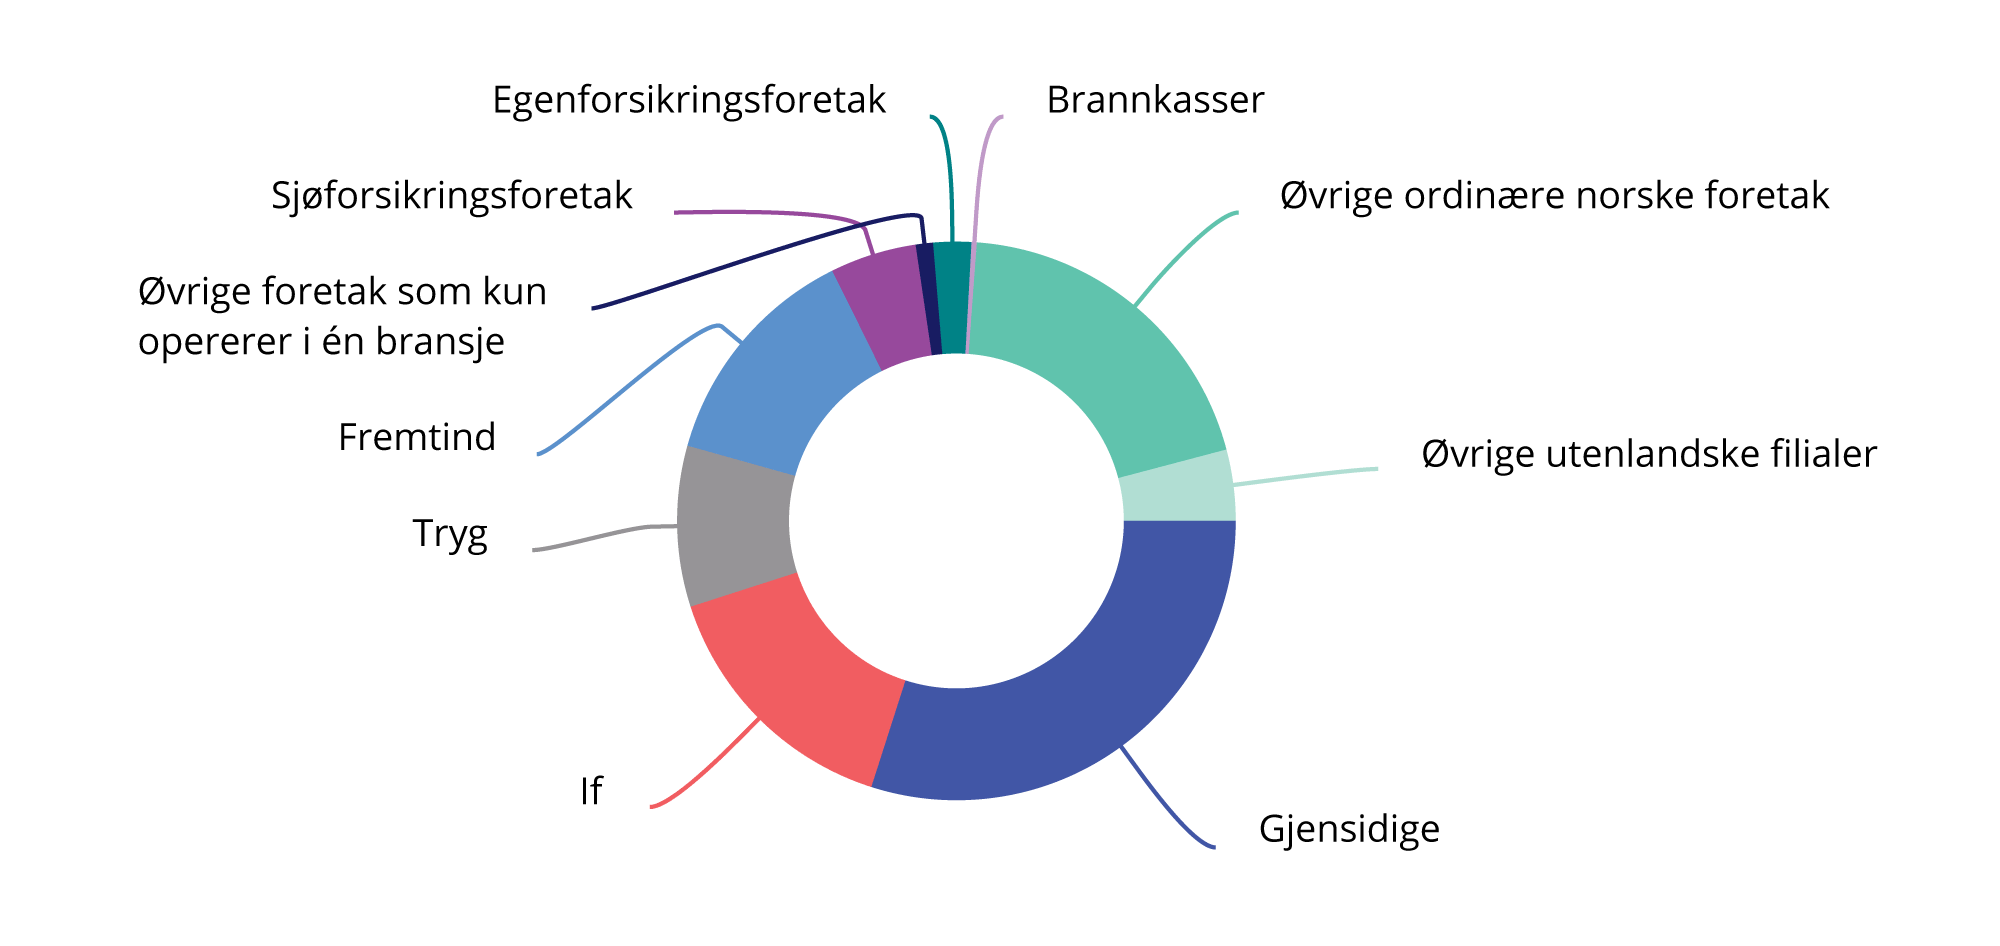 Egenforsikringsforetak
Brannkasser
Sjøforsikringsforetak
Øvrige ordinære norske foretak
Øvrige foretak som kun
opererer i én bransje
Fremtind
Øvrige utenlandske filialer
Tryg
If
Gjensidige